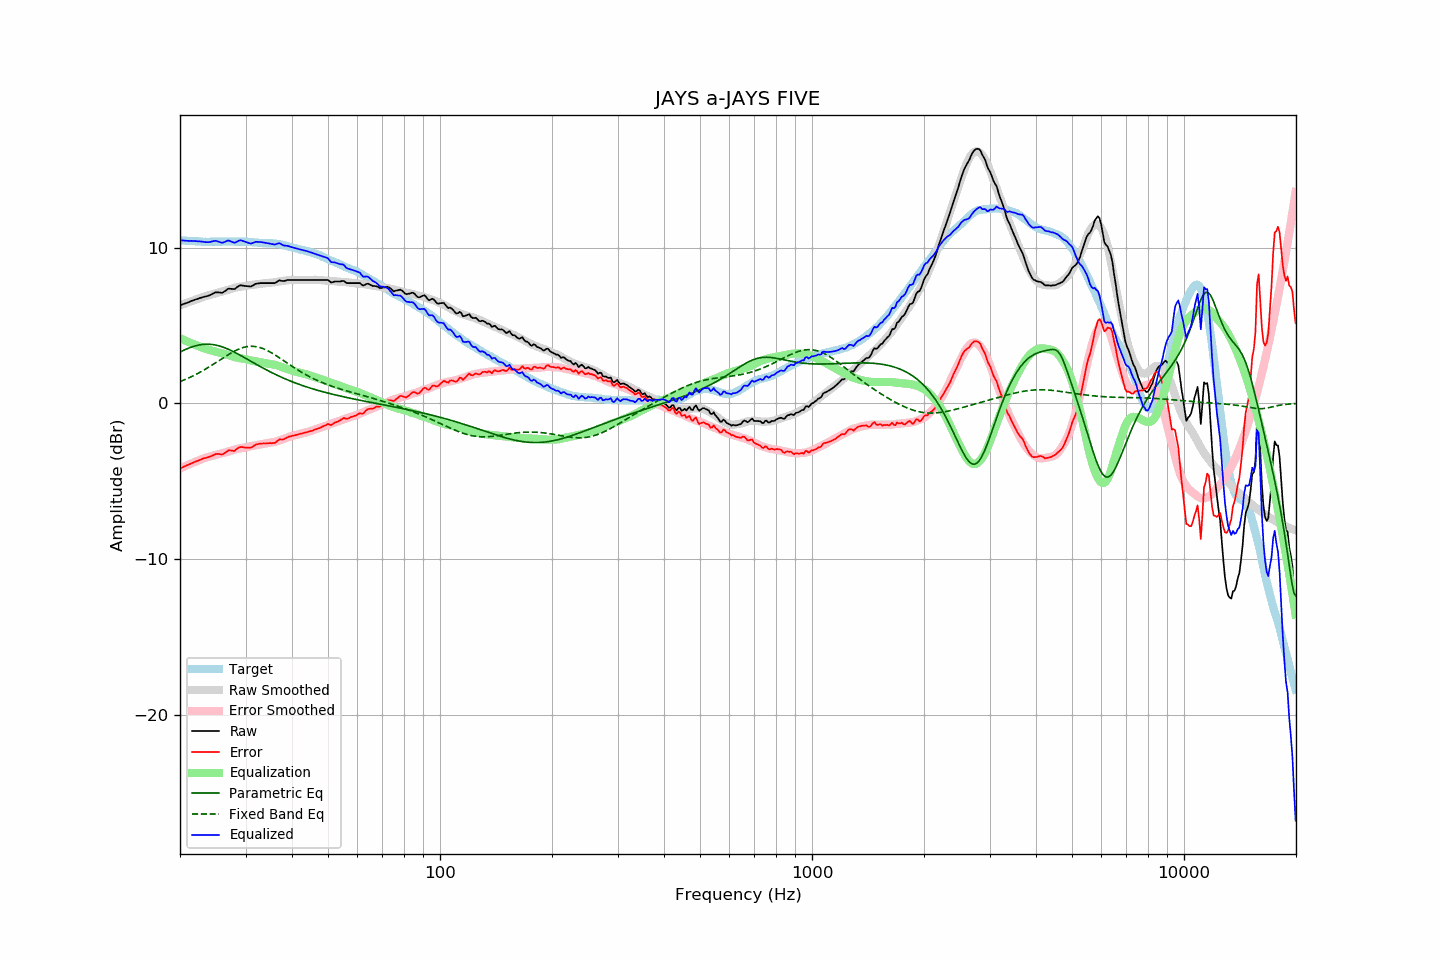 JAYS a-JAYS FIVE
10
0
−10
−20
Amplitude (dBr)
Target
Raw Smoothed
Error Smoothed
Raw
Error
Equalization
Parametric Eq
Fixed Band Eq
Equalized
100
1000
10000
Frequency (Hz)